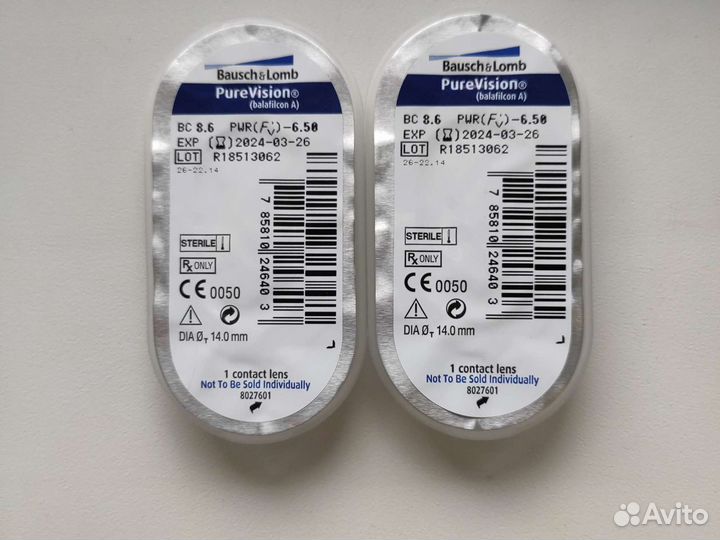 Bausch & Lomb
PureVision®
(balafilcon A)
BC 8.6 PWR(F'v)-6.50
EXP 2024-03-26
LOT R18513062
26-22.14
7 85810 24640 3
STERILE
Rx ONLY
CE 0050
DIA ØT 14.0 mm
1 contact lens
Not To Be Sold Individually
8027601
Bausch & Lomb
PureVision®
(balafilcon A)
BC 8.6 PWR(F'v)-6.50
EXP 2024-03-26
LOT R18513062
26-22.14
7 85810 24640 3
STERILE
Rx ONLY
CE 0050
DIA ØT 14.0 mm
1 contact lens
Not To Be Sold Individually
8027601
Avito